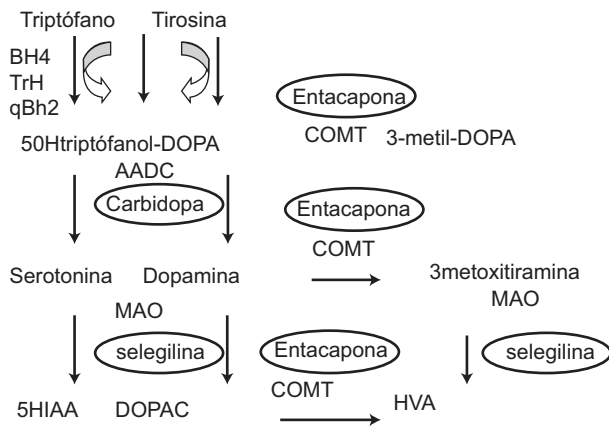 Triptófano Tirosina
BH4
TrH
qBh2
Entacapona
COMT 3-metil-DOPA
50Htriptófanol-DOPA
AADC
Carbidopa
Entacapona
COMT
Serotonina Dopamina 3metoxitiramina
MAO MAO
selegilina Entacapona selegilina
COMT
5HIAA DOPAC HVA